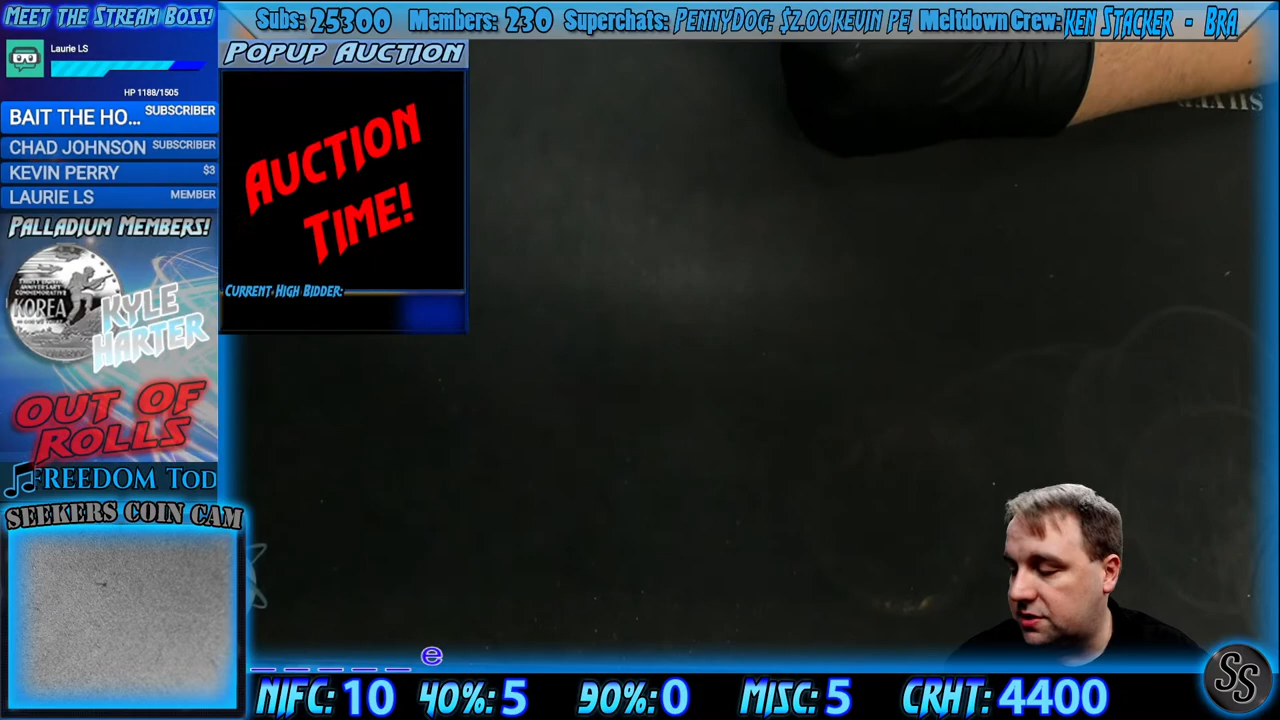 MEET THE STREAM BOSS!
Subs: 25300 Members: 230 Superchats: PENNYDOG: $2.00 KEVIN PE, Meltdown Crew: KEN STACKER - BRA
Laurie LS
HP 1188/1505
POPUP AUCTION
BAIT THE HO... SUBSCRIBER
CHAD JOHNSON SUBSCRIBER
KEVIN PERRY $3
LAURIE LS MEMBER
AUCTION
TIME!
CURRENT HIGH BIDDER:
PALLADIUM MEMBERS!
KOREA
KYLE
HARTER
OUT OF
ROLLS
FREEDOM TOD
SEEKERS COIN CAM
_ _ _ _ _ e
NIFC: 10 40%: 5 90%: 0 MISC: 5 CRHT: 4400
SS